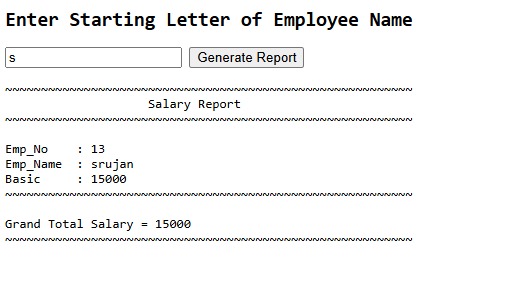 Enter Starting Letter of Employee Name
s Generate Report
~~~~~~~~~~~~~~~~~~~~~~~~~~~~~~~~~~~~~~~~~~~~~~~~~~~~~~~~~
Salary Report
~~~~~~~~~~~~~~~~~~~~~~~~~~~~~~~~~~~~~~~~~~~~~~~~~~~~~~~~~
Emp_No    : 13
Emp_Name  : srujan
Basic     : 15000
~~~~~~~~~~~~~~~~~~~~~~~~~~~~~~~~~~~~~~~~~~~~~~~~~~~~~~~~~
Grand Total Salary = 15000
~~~~~~~~~~~~~~~~~~~~~~~~~~~~~~~~~~~~~~~~~~~~~~~~~~~~~~~~~